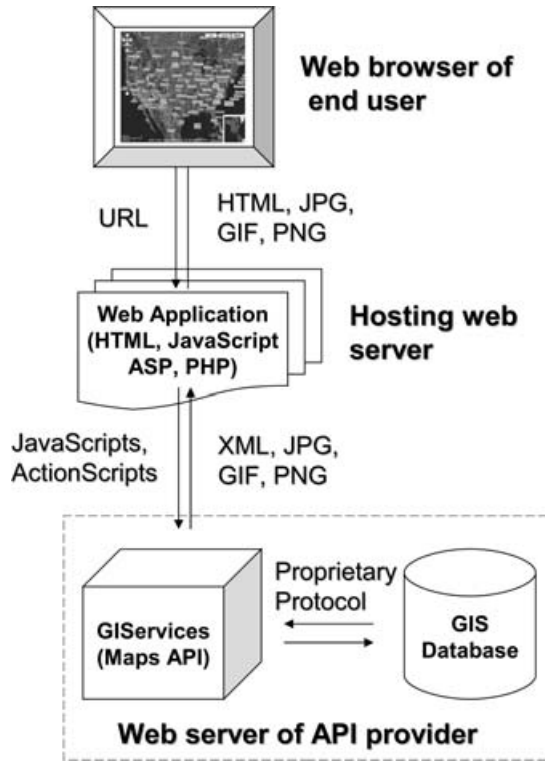 Web browser of
end user
URL
HTML, JPG,
GIF, PNG
Web Application
(HTML, JavaScript
ASP, PHP)
Hosting web
server
JavaScripts,
ActionScripts
XML, JPG,
GIF, PNG
GIServices
(Maps API)
Proprietary
Protocol
GIS
Database
Web server of API provider